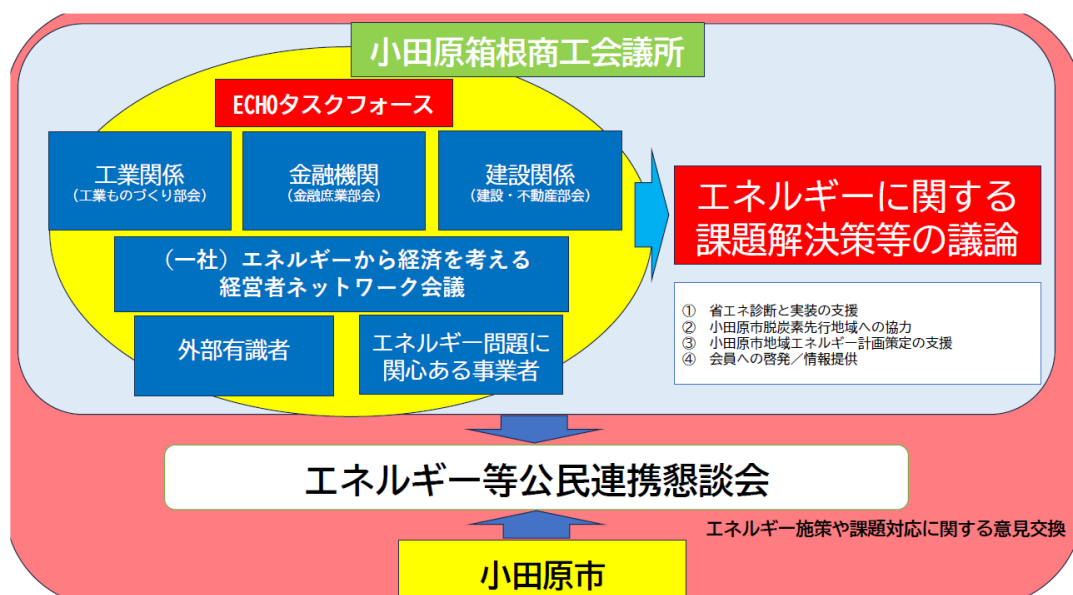 小田原箱根商工会議所
ECHOタスクフォース
工業関係
（工業ものづくり部会）
金融機関
（金融庶業部会）
建設関係
（建設・不動産部会）
（一社）エネルギーから経済を考える
経営者ネットワーク会議
外部有識者
エネルギー問題に
関心ある事業者
エネルギーに関する
課題解決策等の議論
① 省エネ診断と実装の支援
② 小田原市脱炭素先行地域への協力
③ 小田原市地域エネルギー計画策定の支援
④ 会員への啓発／情報提供
エネルギー等公民連携懇談会
エネルギー施策や課題対応に関する意見交換
小田原市